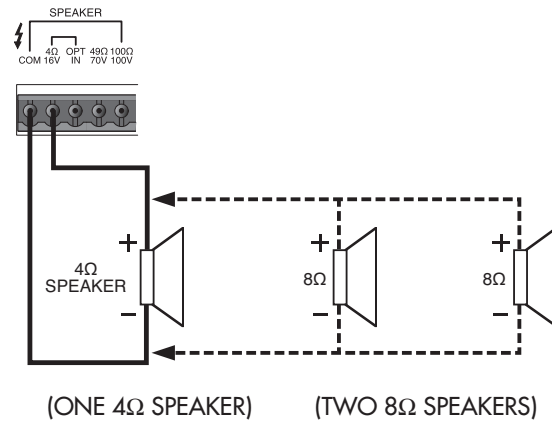 SPEAKER
4Ω OPT 49Ω 100Ω
COM 16V IN 70V 100V
+ + +
4Ω
SPEAKER 8Ω 8Ω
− − −
(ONE 4Ω SPEAKER) (TWO 8Ω SPEAKERS)